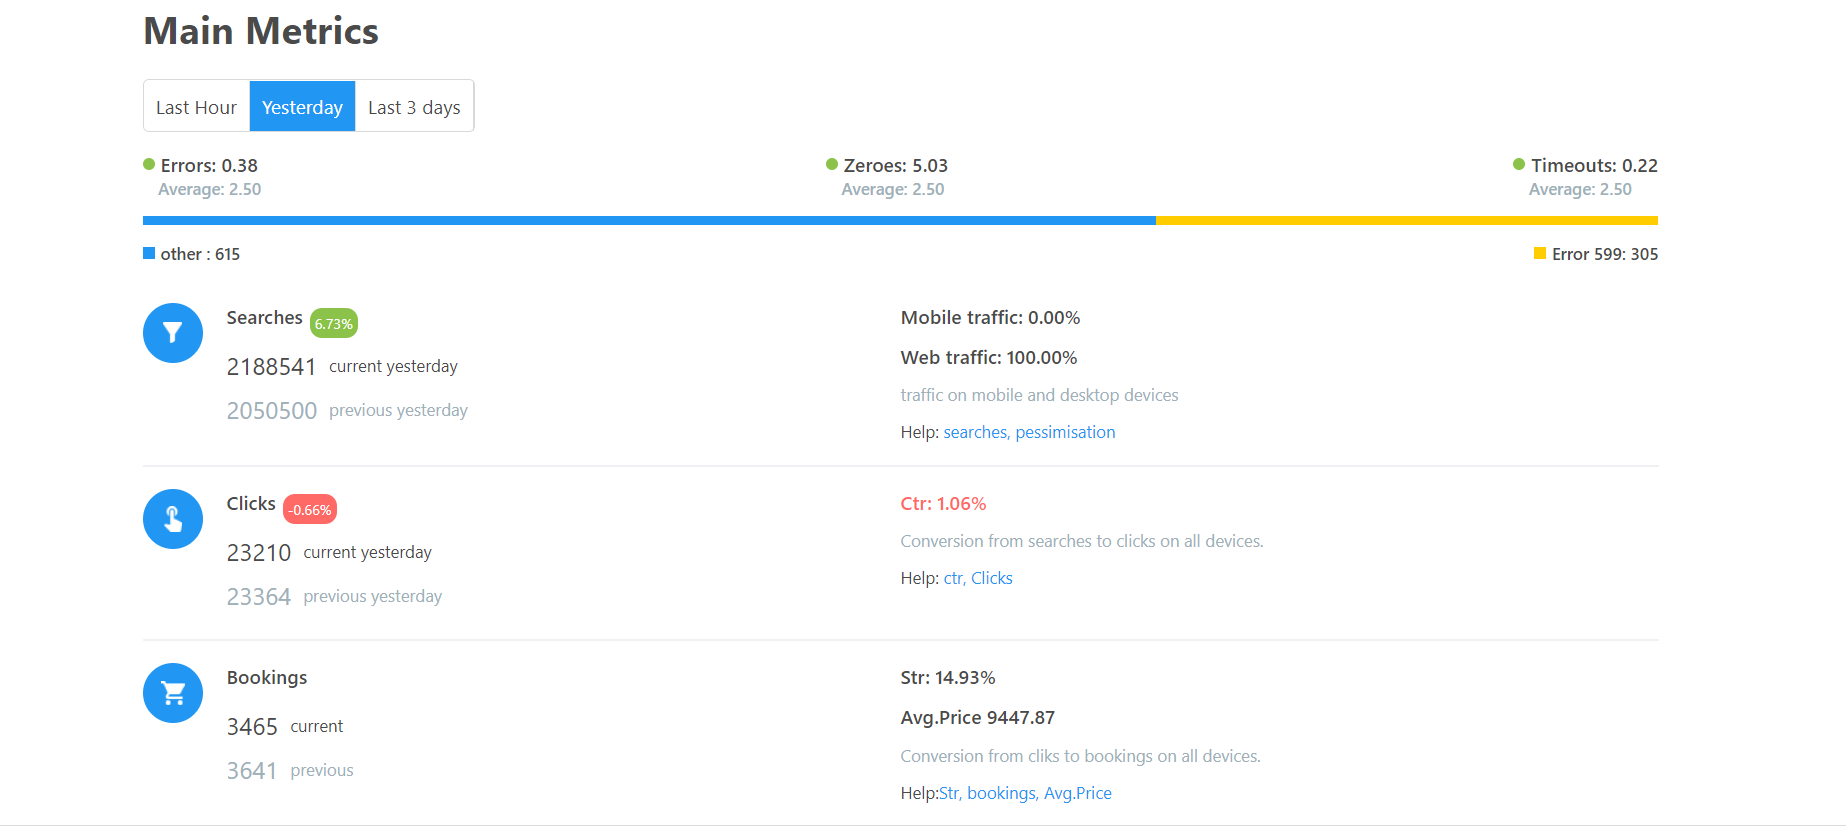 Main Metrics
Last Hour Yesterday Last 3 days
Errors: 0.38 Zeroes: 5.03 Timeouts: 0.22
Average: 2.50 Average: 2.50 Average: 2.50
other : 615 Error 599: 305
Searches 6.73%
2188541 current yesterday
2050500 previous yesterday
Mobile traffic: 0.00%
Web traffic: 100.00%
traffic on mobile and desktop devices
Help: searches, pessimisation
Clicks -0.66%
23210 current yesterday
23364 previous yesterday
Ctr: 1.06%
Conversion from searches to clicks on all devices.
Help: ctr, Clicks
Bookings
3465 current
3641 previous
Str: 14.93%
Avg.Price 9447.87
Conversion from cliks to bookings on all devices.
Help:Str, bookings, Avg.Price